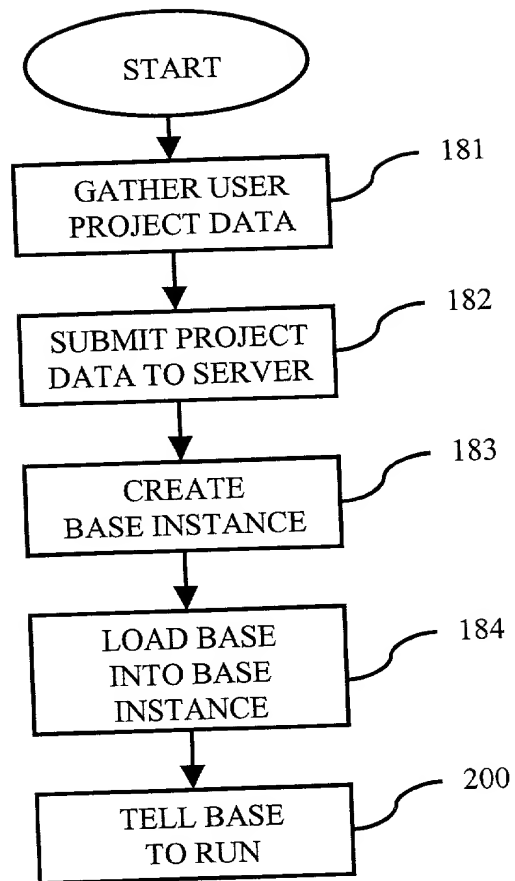 START
GATHER USER
PROJECT DATA
181
SUBMIT PROJECT
DATA TO SERVER
182
CREATE
BASE INSTANCE
183
LOAD BASE
INTO BASE
INSTANCE
184
TELL BASE
TO RUN
200